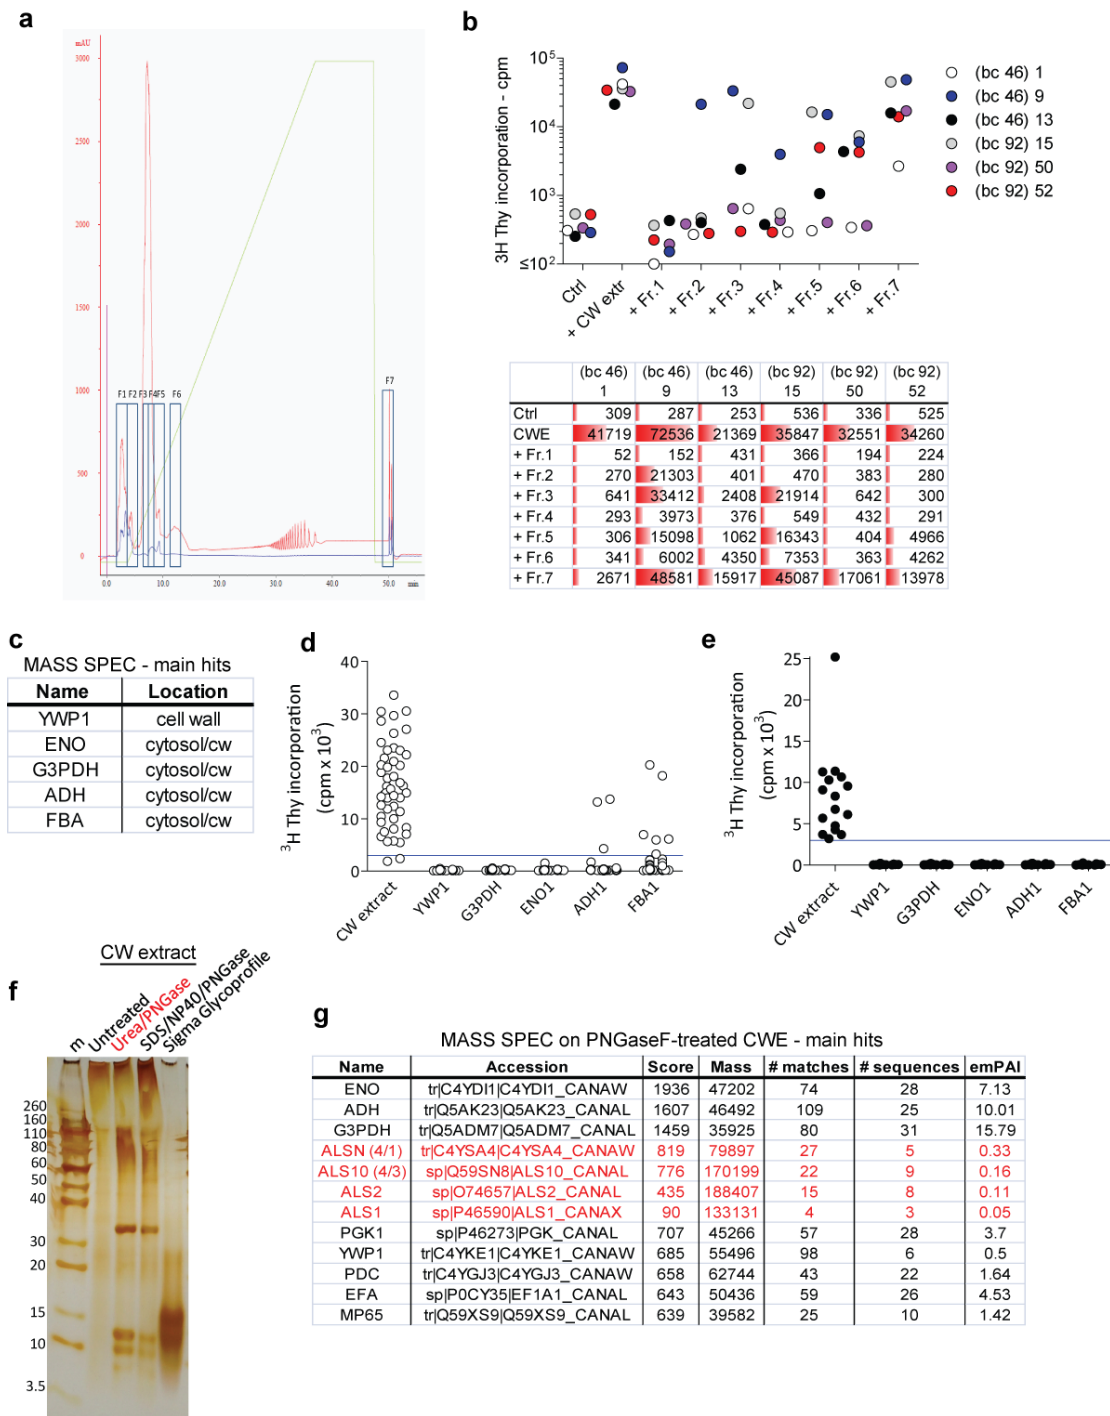 a
mAU
3000
2500
2000
1500
1000
500
0
F1 F2 F3 F4 F5 F6 F7
0.0 10.0 20.0 30.0 40.0 50.0 min
b
3H Thy incorporation - cpm
10^5
10^4
10^3
≤10^2
Ctrl
+ CW extr
+ Fr.1
+ Fr.2
+ Fr.3
+ Fr.4
+ Fr.5
+ Fr.6
+ Fr.7
(bc 46) 1
(bc 46) 9
(bc 46) 13
(bc 92) 15
(bc 92) 50
(bc 92) 52
(bc 46) (bc 46) (bc 46) (bc 92) (bc 92) (bc 92)
1 9 13 15 50 52
Ctrl 309 287 253 536 336 525
CWE 41719 72536 21369 35847 32551 34260
+ Fr.1 52 152 431 366 194 224
+ Fr.2 270 21303 401 470 383 280
+ Fr.3 641 33412 2408 21914 642 300
+ Fr.4 293 3973 376 549 432 291
+ Fr.5 306 15098 1062 16343 404 4966
+ Fr.6 341 6002 4350 7353 363 4262
+ Fr.7 2671 48581 15917 45087 17061 13978
c
MASS SPEC - main hits
Name Location
YWP1 cell wall
ENO cytosol/cw
G3PDH cytosol/cw
ADH cytosol/cw
FBA cytosol/cw
d
3H Thy incorporation
(cpm x 10^3)
40
30
20
10
0
CW extract
YWP1
G3PDH
ENO1
ADH1
FBA1
e
3H Thy incorporation
(cpm x 10^3)
25
20
15
10
5
0
CW extract
YWP1
G3PDH
ENO1
ADH1
FBA1
f
CW extract
m
Untreated
Urea/PNGase
SDS/NP40/PNGase
Sigma Glycoprofile
260
160
110
80
60
50
40
30
20
15
10
3.5
g
MASS SPEC on PNGaseF-treated CWE - main hits
Name Accession Score Mass # matches # sequences emPAI
ENO tr|C4YDI1|C4YDI1_CANAW 1936 47202 74 28 7.13
ADH tr|Q5AK23|Q5AK23_CANAL 1607 46492 109 25 10.01
G3PDH tr|Q5ADM7|Q5ADM7_CANAL 1459 35925 80 31 15.79
ALSN (4/1) tr|C4YSA4|C4YSA4_CANAW 819 79897 27 5 0.33
ALS10 (4/3) sp|Q59SN8|ALS10_CANAL 776 170199 22 9 0.16
ALS2 sp|O74657|ALS2_CANAL 435 188407 15 8 0.11
ALS1 sp|P46590|ALS1_CANAX 90 133131 4 3 0.05
PGK1 sp|P46273|PGK_CANAL 707 45266 57 28 3.7
YWP1 tr|C4YKE1|C4YKE1_CANAW 685 55496 98 6 0.5
PDC tr|C4YGJ3|C4YGJ3_CANAW 658 62744 43 22 1.64
EFA sp|P0CY35|EF1A1_CANAL 643 50436 59 26 4.53
MP65 tr|Q59XS9|Q59XS9_CANAL 639 39582 25 10 1.42